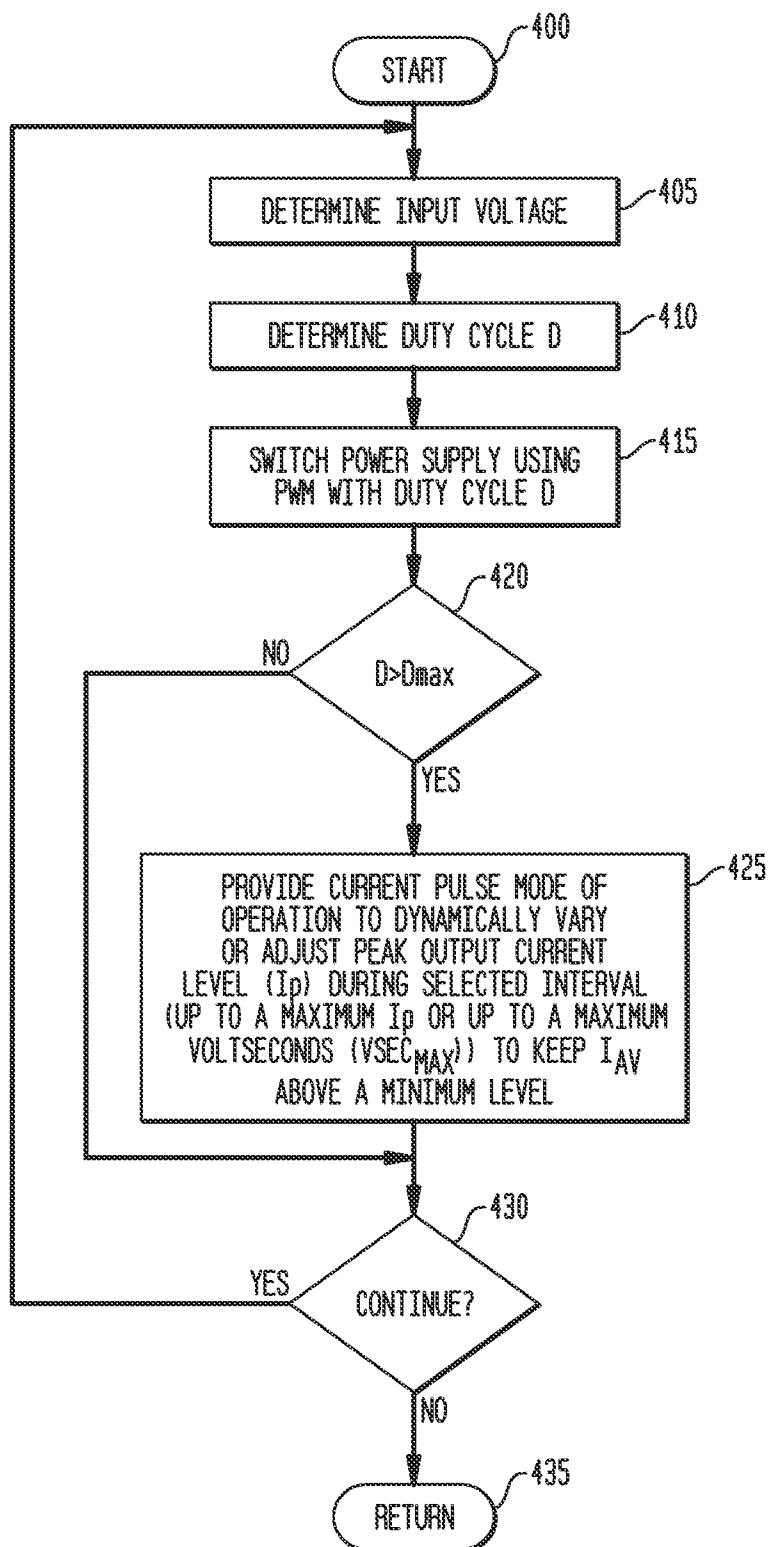 400
START
DETERMINE INPUT VOLTAGE
405
DETERMINE DUTY CYCLE D
410
SWITCH POWER SUPPLY USING
PWM WITH DUTY CYCLE D
415
420
NO
D>Dmax
YES
425
PROVIDE CURRENT PULSE MODE OF
OPERATION TO DYNAMICALLY VARY
OR ADJUST PEAK OUTPUT CURRENT
LEVEL (Ip) DURING SELECTED INTERVAL
(UP TO A MAXIMUM Ip OR UP TO A MAXIMUM
VOLTSECONDS (VSECMAX)) TO KEEP IAV
ABOVE A MINIMUM LEVEL
430
YES
CONTINUE?
NO
435
RETURN